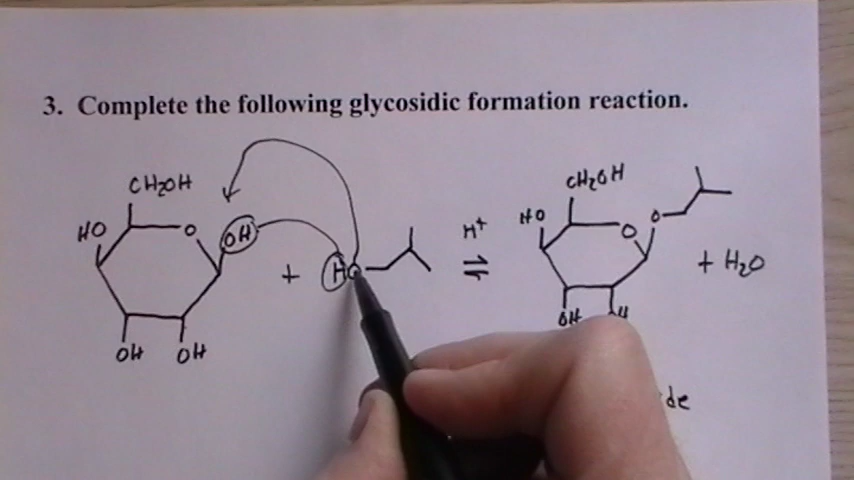 3. Complete the following glycosidic formation reaction.
CH₂OH
HO
O
OH
OH
OH
+
HO
H⁺
⇌
CH₂OH
HO
O
O
OH
+ H₂O
de